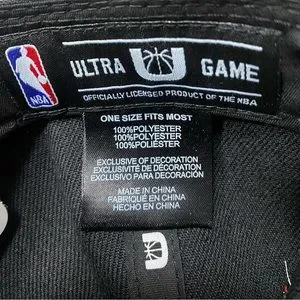 NBA
ULTRA GAME
OFFICIALLY LICENSED PRODUCT OF THE NBA
ONE SIZE FITS MOST
100%POLYESTER
100%POLYESTER
100%POLIÉSTER
EXCLUSIVE OF DECORATION
EXCLUSIVITÉ DE DÉCORATION
EXCLUSIVO PARA DECORACIÓN
MADE IN CHINA
FABRIQUÉ EN CHINE
HECHO EN CHINA